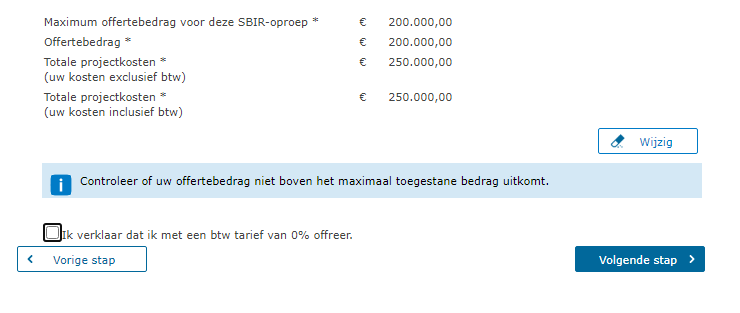 Maximum offertebedrag voor deze SBIR-oproep * € 200.000,00
Offertebedrag * € 200.000,00
Totale projectkosten * € 250.000,00
(uw kosten exclusief btw)
Totale projectkosten * € 250.000,00
(uw kosten inclusief btw)
Wijzig
Controleer of uw offertebedrag niet boven het maximaal toegestane bedrag uitkomt.
Ik verklaar dat ik met een btw tarief van 0% offreer.
Vorige stap
Volgende stap